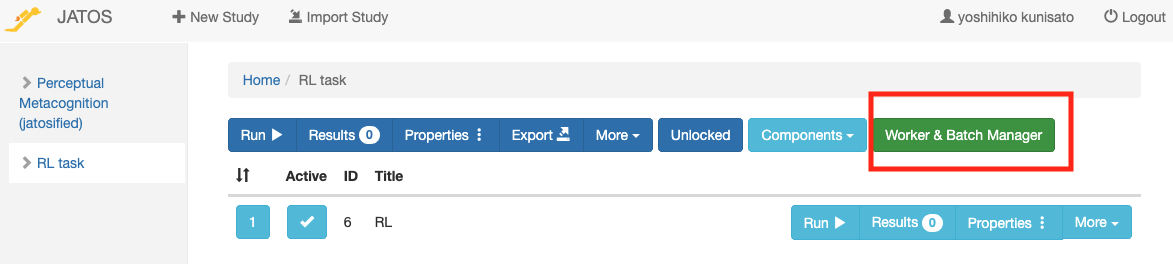 JATOS
New Study
Import Study
yoshihiko kunisato
Logout
Perceptual
Metacognition
(jatosified)
RL task
Home / RL task
Run
Results 0
Properties
Export
More
Unlocked
Components
Worker & Batch Manager
Active ID Title
1 6 RL
Run
Results 0
Properties
More